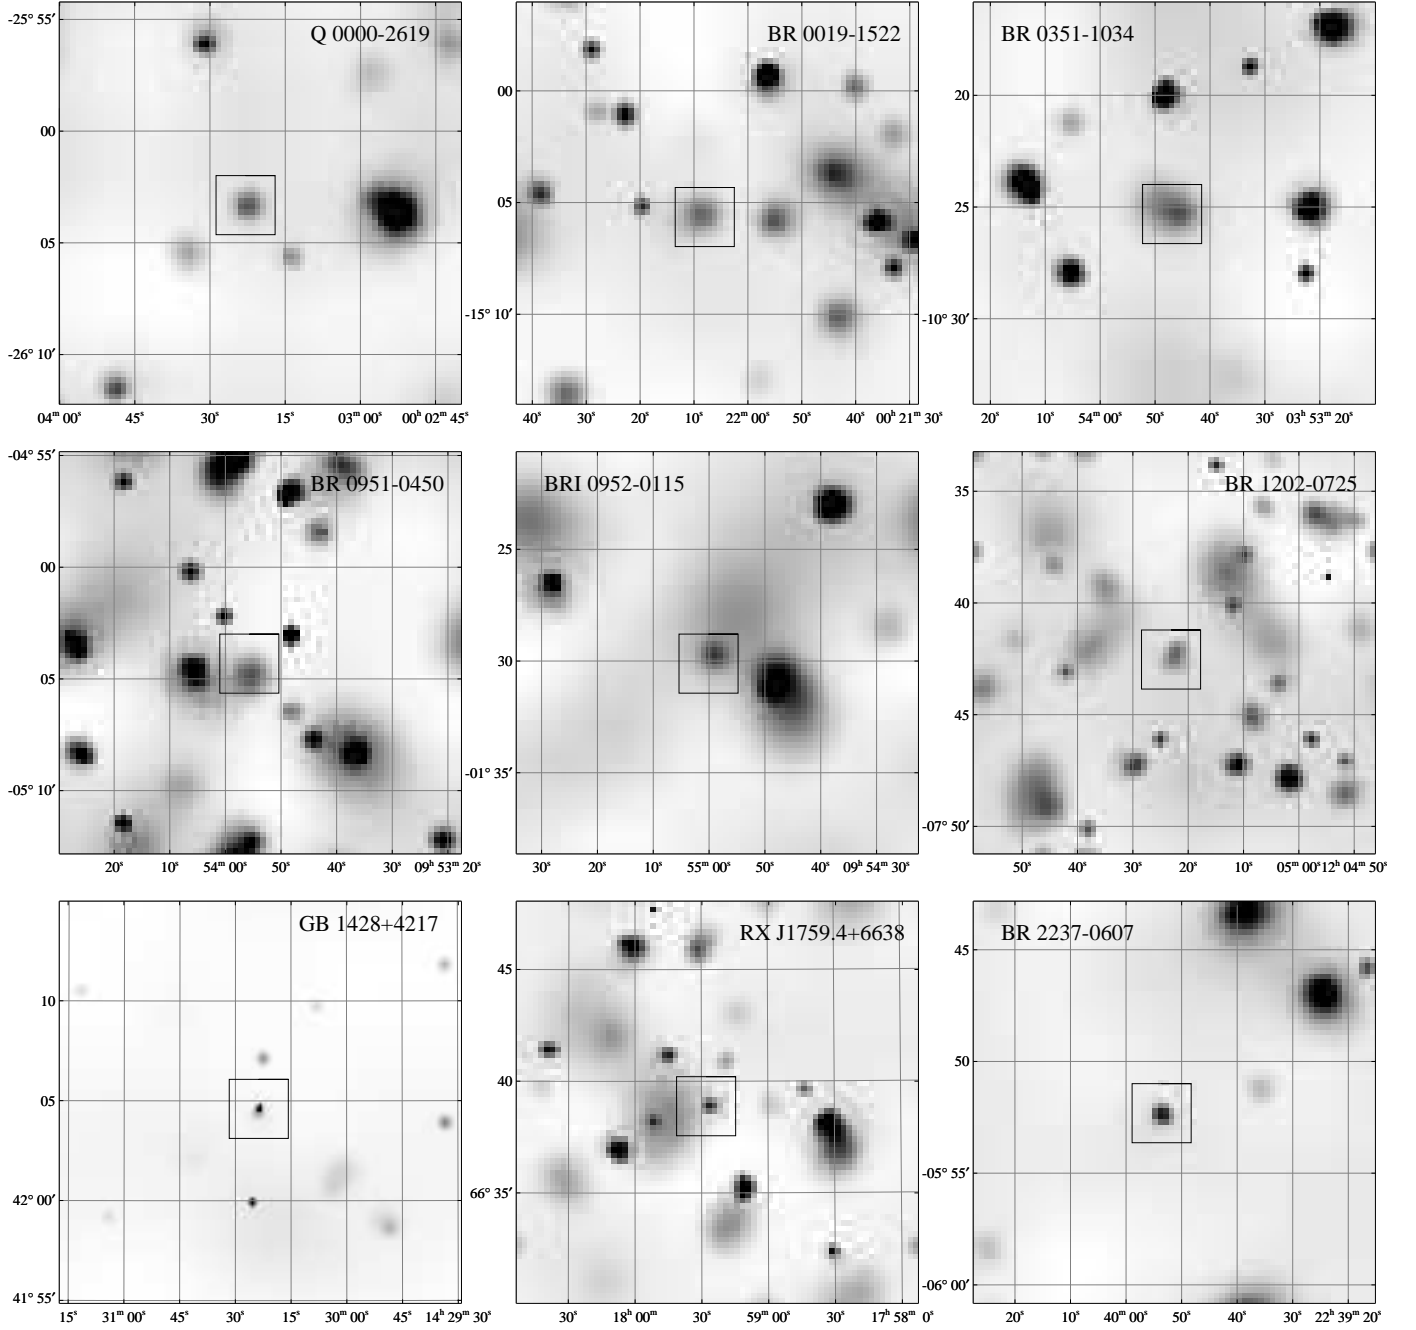 -25° 55′
Q 0000-2619
00
05
-26° 10′
04ᵐ 00ˢ 45ˢ 30ˢ 15ˢ 03ᵐ 00ˢ 00ʰ 02ᵐ 45ˢ
BR 0019-1522
00
05
-15° 10′
40ˢ 30ˢ 20ˢ 10ˢ 22ᵐ 00ˢ 50ˢ 40ˢ 00ʰ 21ᵐ 30ˢ
BR 0351-1034
20
25
-10° 30′
20ˢ 10ˢ 54ᵐ 00ˢ 50ˢ 40ˢ 30ˢ 03ʰ 53ᵐ 20ˢ
-04° 55′
BR 0951-0450
00
05
-05° 10′
20ˢ 10ˢ 54ᵐ 00ˢ 50ˢ 40ˢ 09ʰ 53ᵐ 20ˢ
BRI 0952-0115
25
30
-01° 35′
30ˢ 20ˢ 10ˢ 55ᵐ 00ˢ 50ˢ 40ˢ 09ʰ 54ᵐ 30ˢ
BR 1202-0725
35
40
45
-07° 50′
50ˢ 40ˢ 30ˢ 20ˢ 10ˢ 05ᵐ 00ˢ 12ʰ 04ᵐ 50ˢ
GB 1428+4217
10
05
42° 00′
41° 55′
15ˢ 31ᵐ 00ˢ 45ˢ 30ˢ 15ˢ 30ᵐ 00ˢ 45ˢ 14ʰ 29ᵐ 30ˢ
RX J1759.4+6638
45
40
66° 35′
30ˢ 18ʰ 00ᵐ 30ˢ 59ᵐ 00ˢ 30ˢ 17ʰ 58ᵐ 0ˢ
BR 2237-0607
45
50
-05° 55′
-06° 00′
20ˢ 10ˢ 40ᵐ 00ˢ 50ˢ 40ˢ 22ʰ 39ᵐ 20ˢ